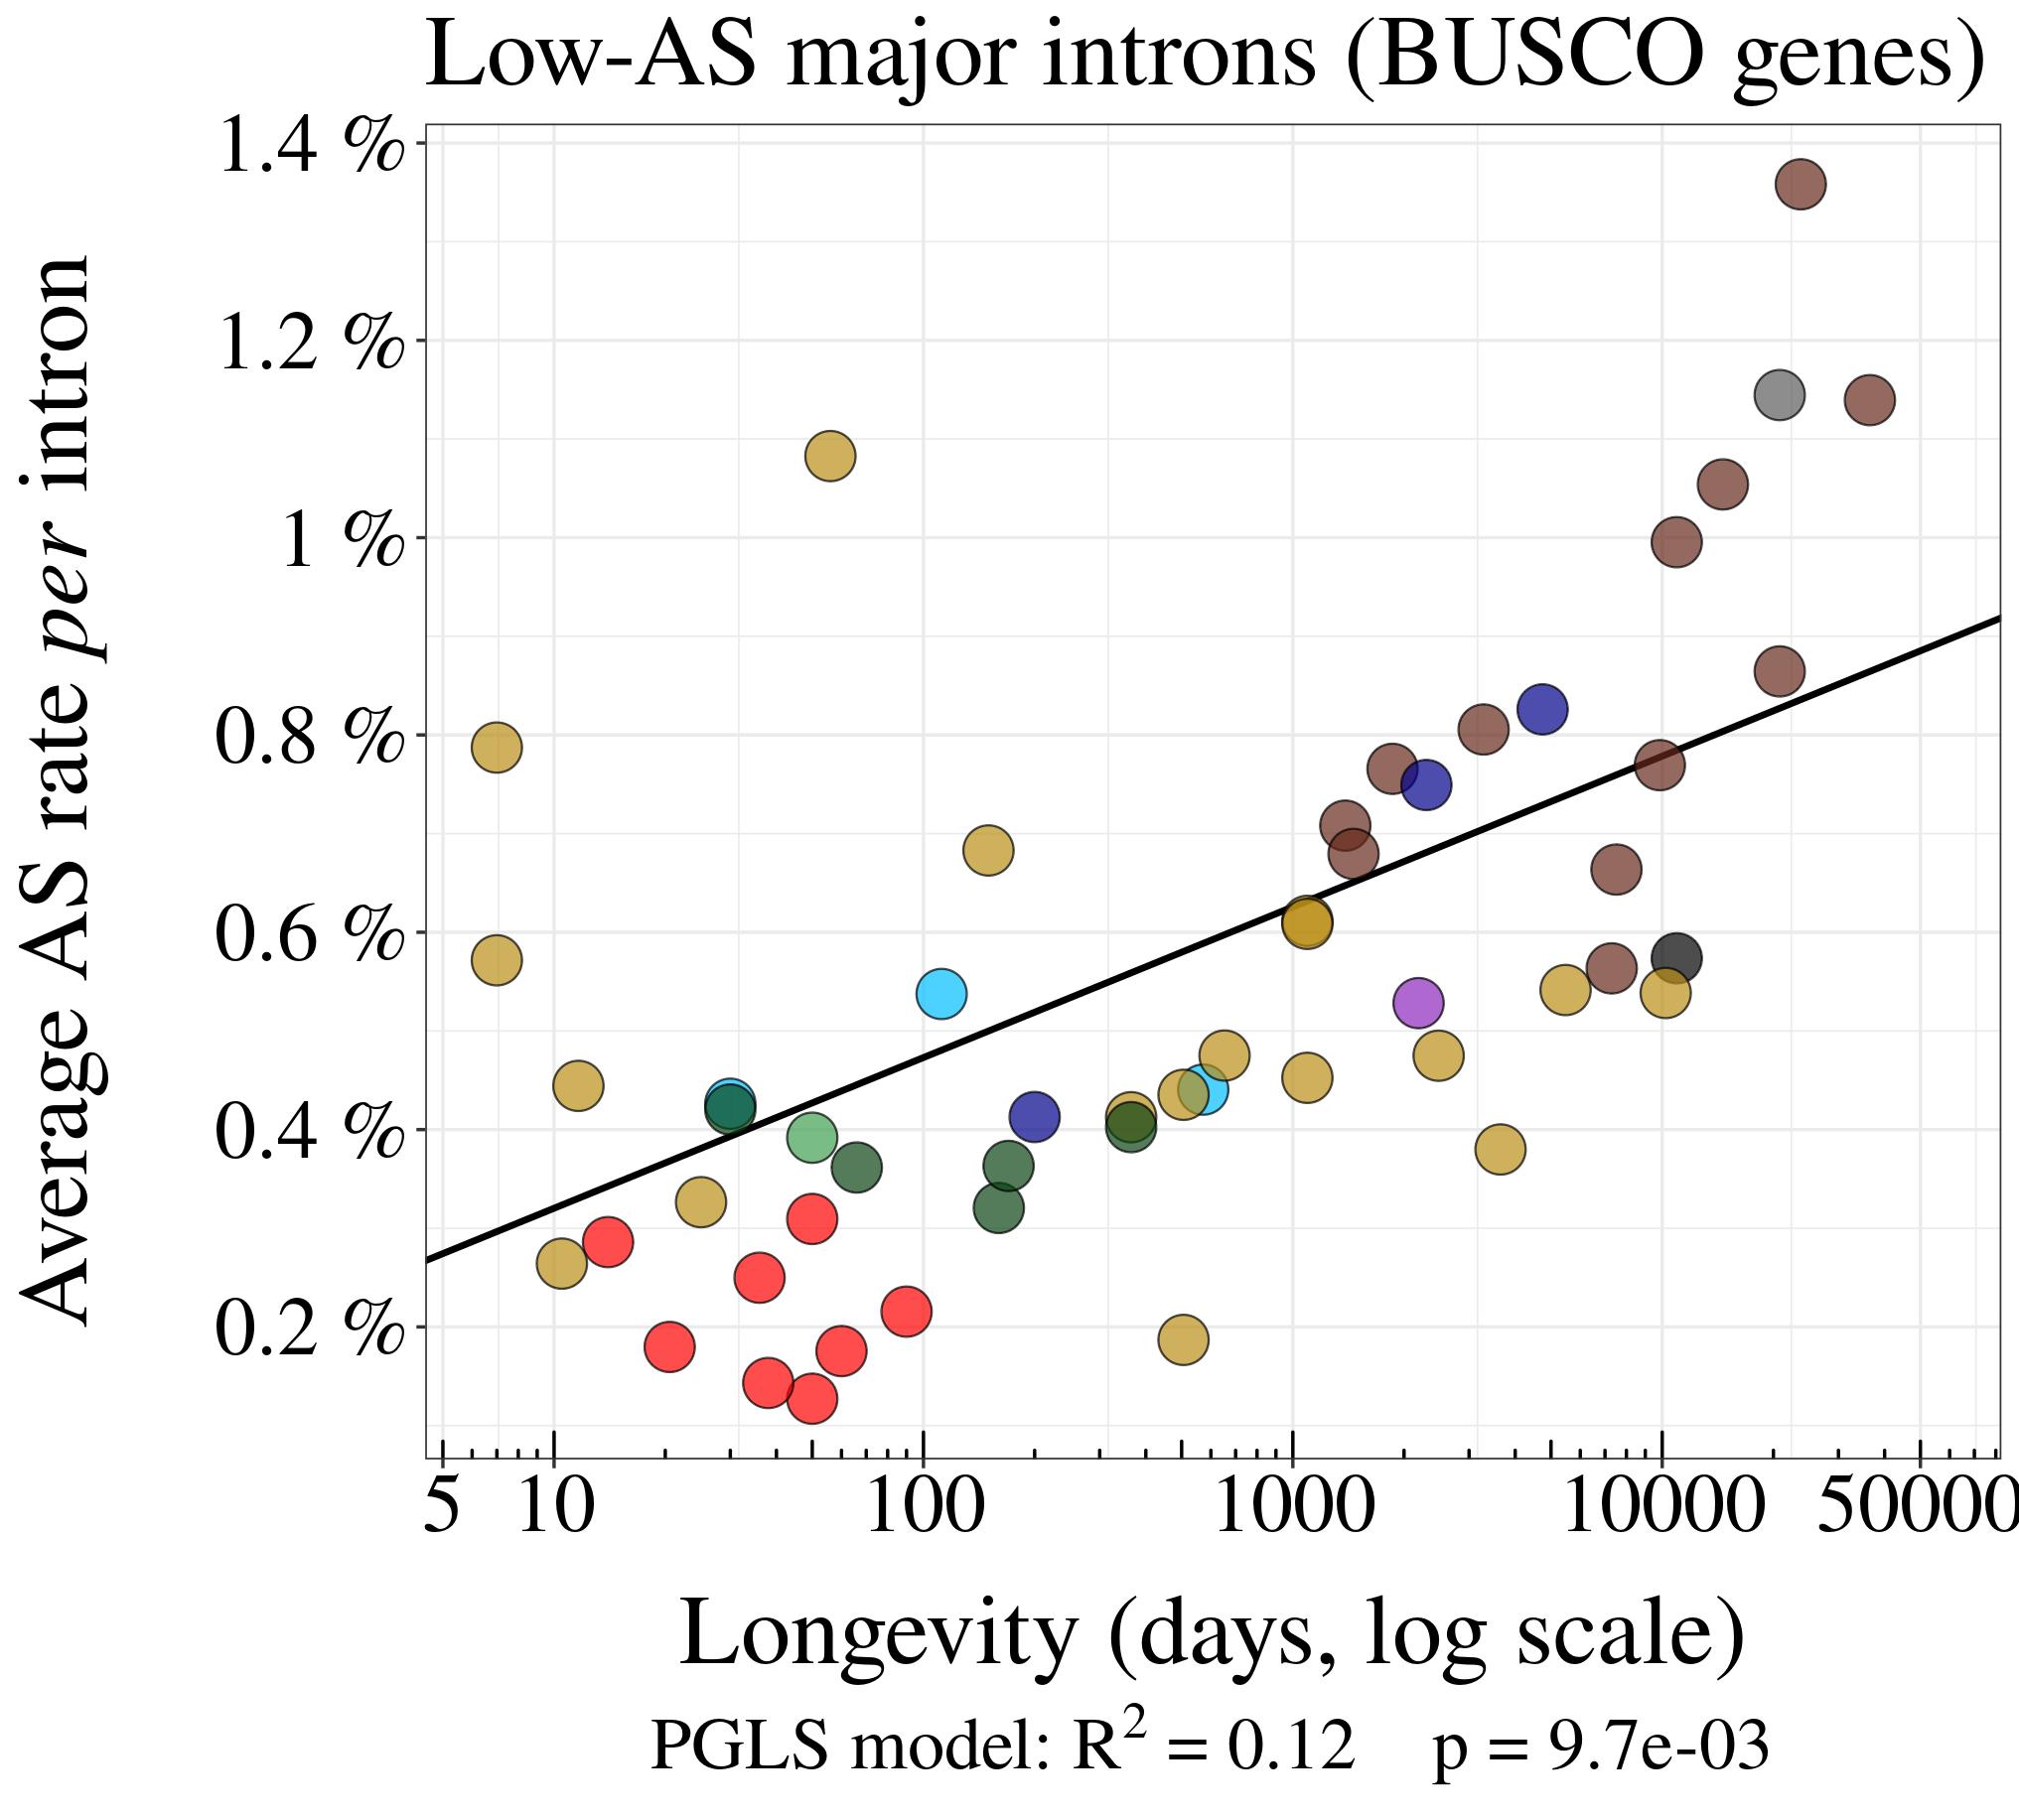 Low-AS major introns (BUSCO genes)
Average AS rate per intron
1.4 %
1.2 %
1 %
0.8 %
0.6 %
0.4 %
0.2 %
5 10 100 1000 10000 50000
Longevity (days, log scale)
PGLS model: R² = 0.12 p = 9.7e-03